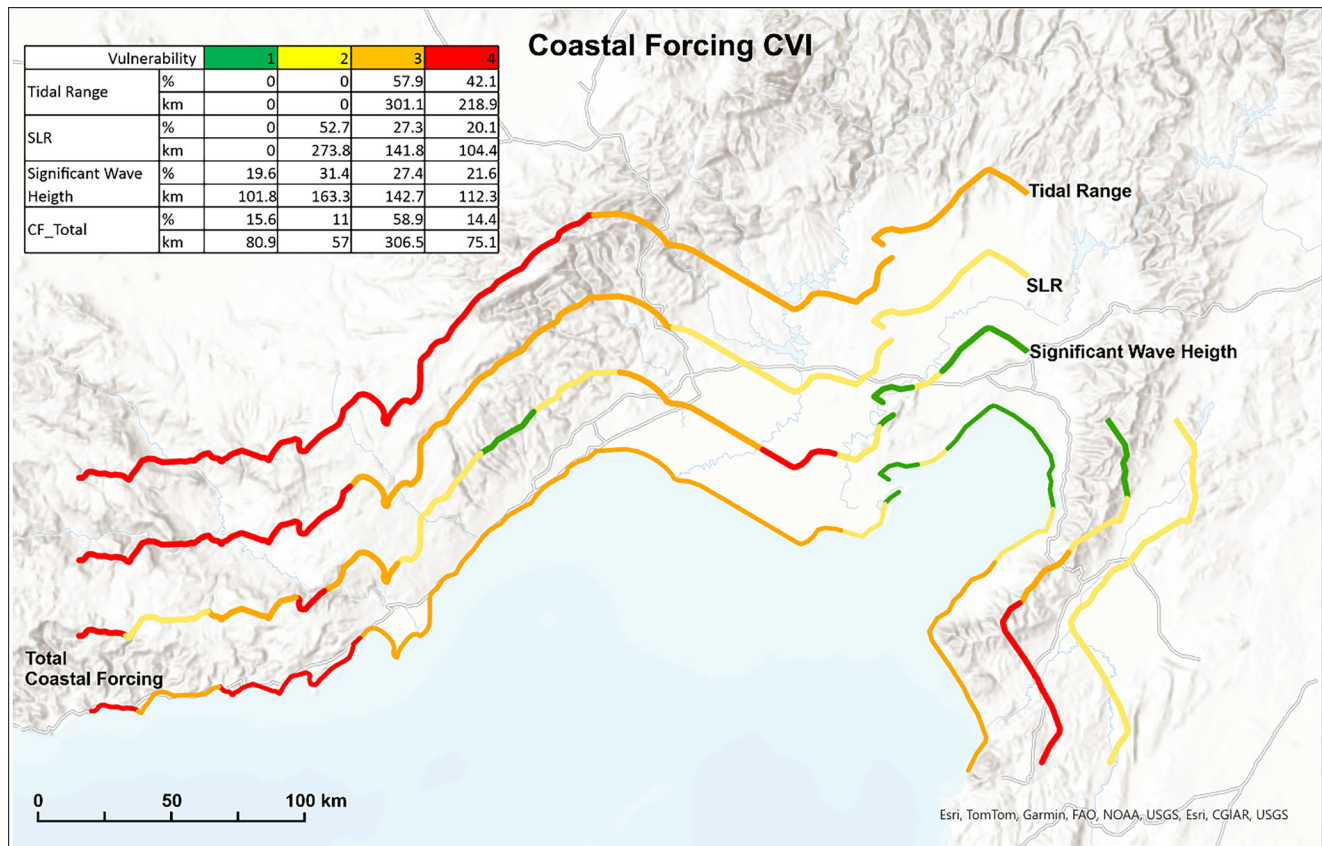 Coastal Forcing CVI
Vulnerability 1 2 3 4
Tidal Range % 0 0 57.9 42.1
km 0 0 301.1 218.9
SLR % 0 52.7 27.3 20.1
km 0 273.8 141.8 104.4
Significant Wave % 19.6 31.4 27.4 21.6
Heigth km 101.8 163.3 142.7 112.3
CF_Total % 15.6 11 58.9 14.4
km 80.9 57 306.5 75.1
Tidal Range
SLR
Significant Wave Heigth
Total
Coastal Forcing
0 50 100 km
Esri, TomTom, Garmin, FAO, NOAA, USGS, Esri, CGIAR, USGS